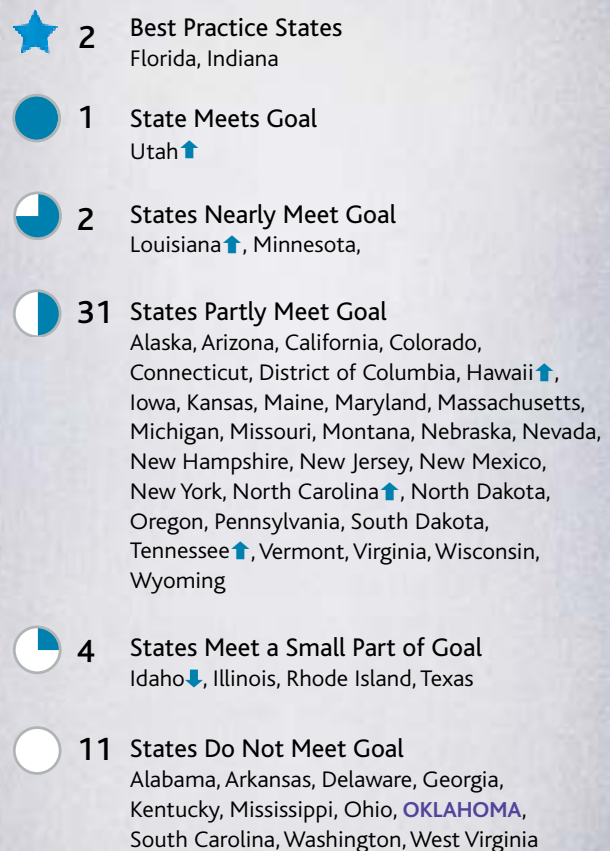 2 Best Practice States
Florida, Indiana
1 State Meets Goal
Utah⬆
2 States Nearly Meet Goal
Louisiana⬆, Minnesota,
31 States Partly Meet Goal
Alaska, Arizona, California, Colorado,
Connecticut, District of Columbia, Hawaii⬆,
Iowa, Kansas, Maine, Maryland, Massachusetts,
Michigan, Missouri, Montana, Nebraska, Nevada,
New Hampshire, New Jersey, New Mexico,
New York, North Carolina⬆, North Dakota,
Oregon, Pennsylvania, South Dakota,
Tennessee⬆, Vermont, Virginia, Wisconsin,
Wyoming
4 States Meet a Small Part of Goal
Idaho⬇, Illinois, Rhode Island, Texas
11 States Do Not Meet Goal
Alabama, Arkansas, Delaware, Georgia,
Kentucky, Mississippi, Ohio, OKLAHOMA,
South Carolina, Washington, West Virginia